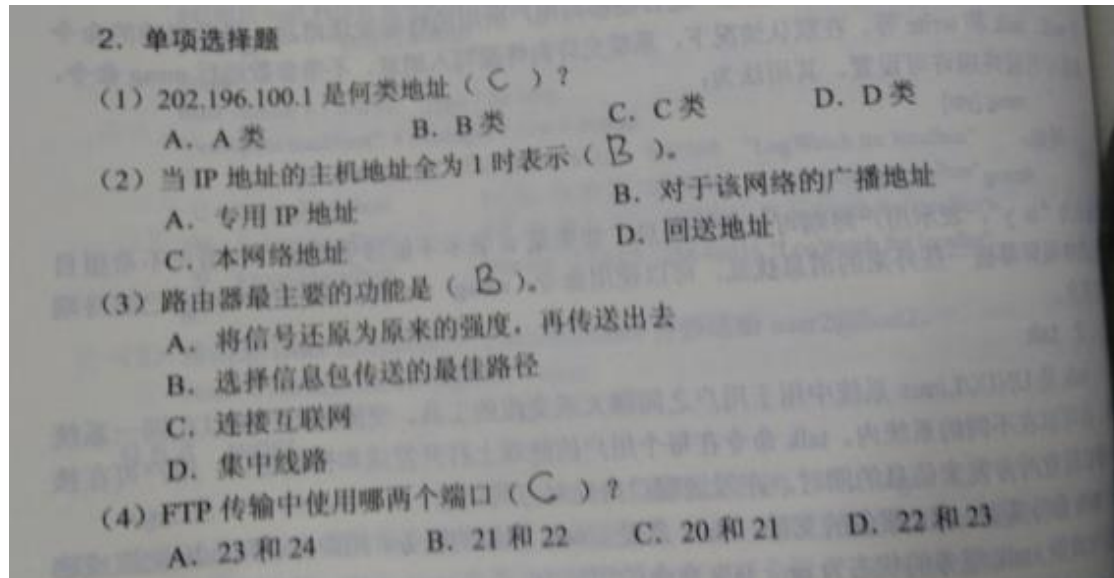 2．单项选择题
（1）202.196.100.1 是何类地址（ C ）？
A．A 类 B．B 类 C．C 类 D．D 类
（2）当 IP 地址的主机地址全为 1 时表示（ B ）。
A．专用 IP 地址 B．对于该网络的广播地址
C．本网络地址 D．回送地址
（3）路由器最主要的功能是（ B ）。
A．将信号还原为原来的强度，再传送出去
B．选择信息包传送的最佳路径
C．连接互联网
D．集中线路
（4）FTP 传输中使用哪两个端口（ C ）？
A．23 和 24 B．21 和 22 C．20 和 21 D．22 和 23